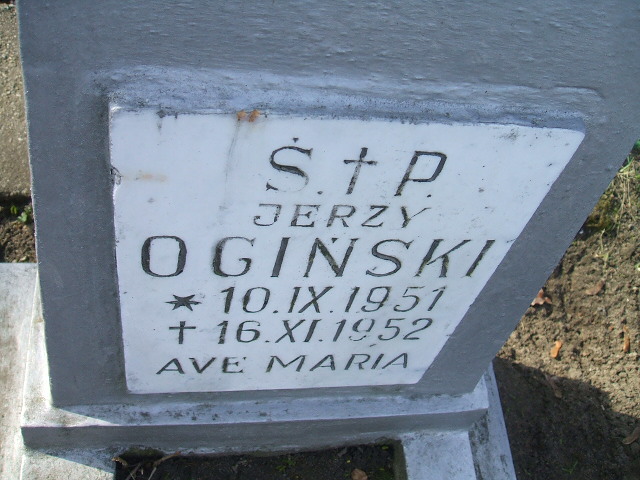 Ś.†P.
JERZY
OGIŃSKI
* 10.IX.1951
† 16.XI.1952
AVE MARIA